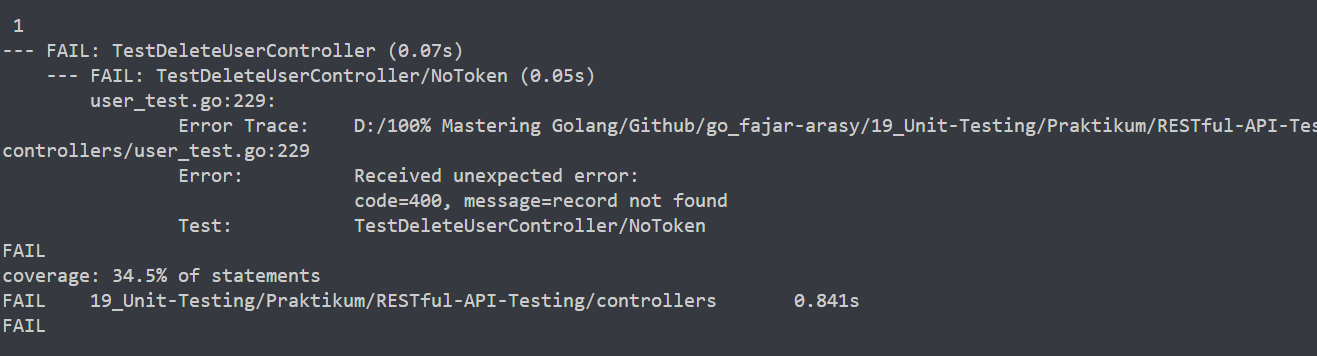 1
--- FAIL: TestDeleteUserController (0.07s)
    --- FAIL: TestDeleteUserController/NoToken (0.05s)
        user_test.go:229:
                Error Trace:    D:/100% Mastering Golang/Github/go_fajar-arasy/19_Unit-Testing/Praktikum/RESTful-API-Tes
controllers/user_test.go:229
                Error:          Received unexpected error:
                                code=400, message=record not found
                Test:           TestDeleteUserController/NoToken
FAIL
coverage: 34.5% of statements
FAIL    19_Unit-Testing/Praktikum/RESTful-API-Testing/controllers       0.841s
FAIL